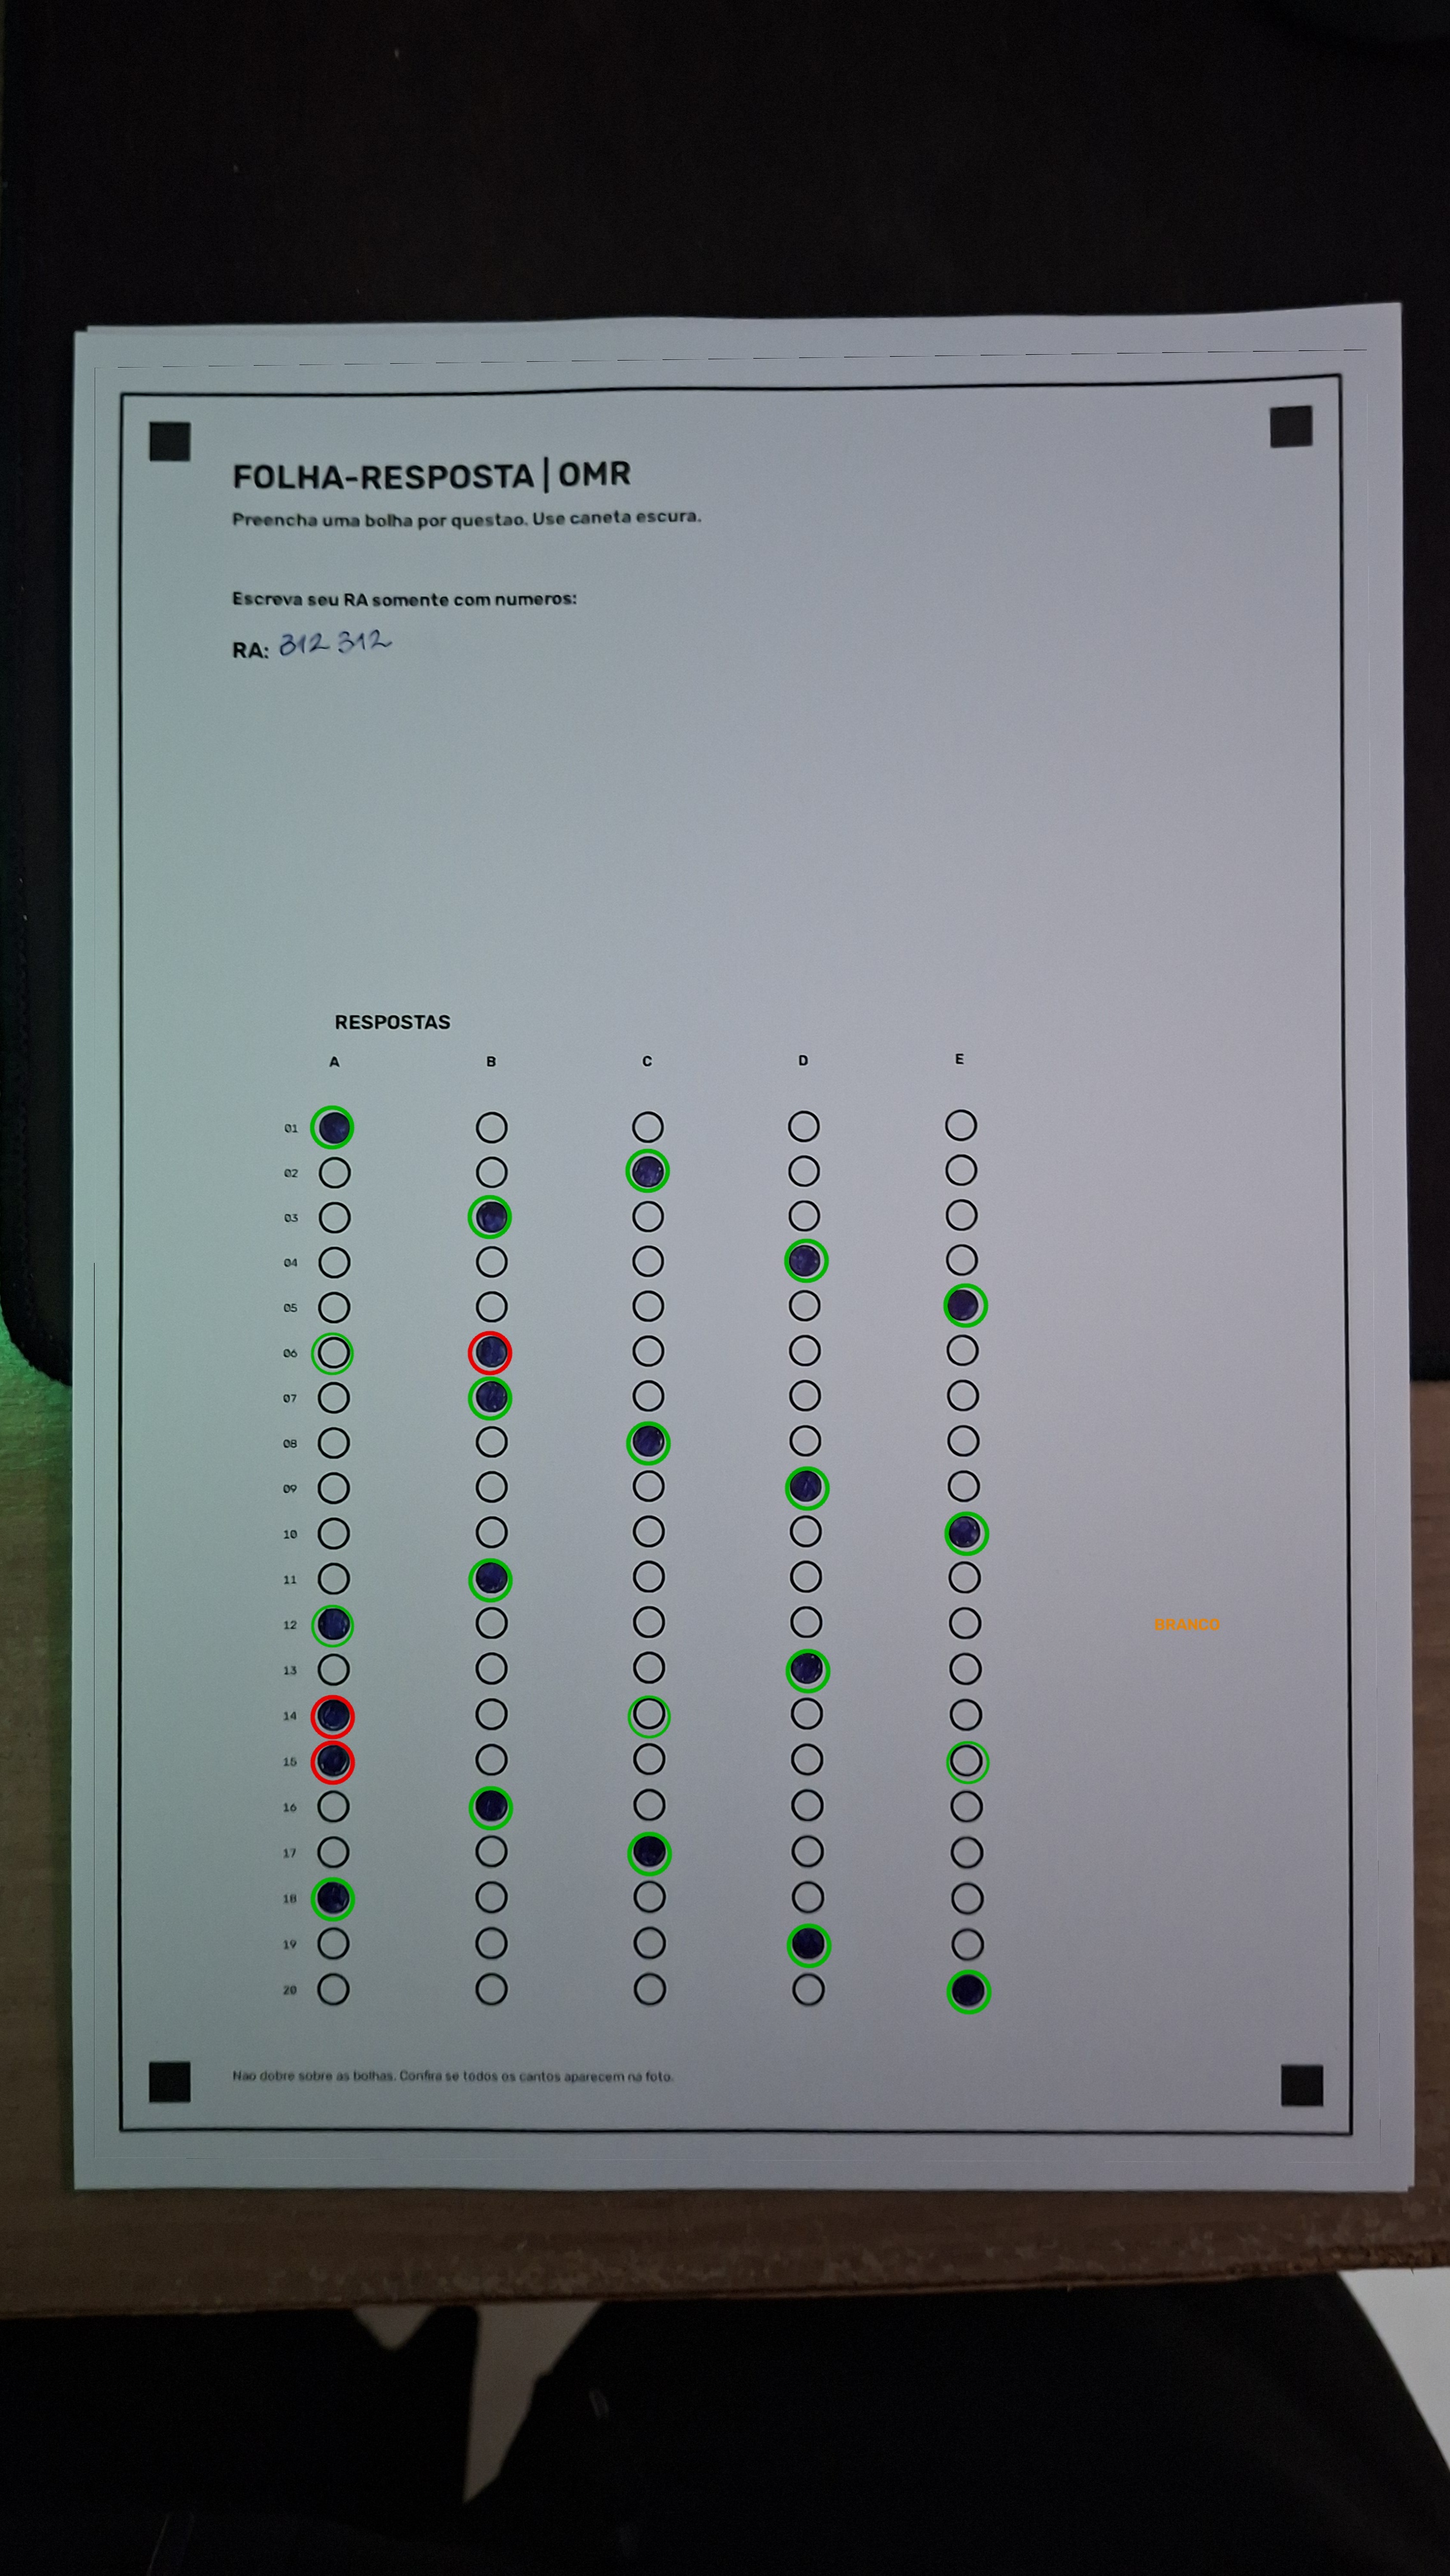 FOLHA-RESPOSTA | OMR
Preencha uma bolha por questao. Use caneta escura.
Escreva seu RA somente com numeros:
RA: 312 312
RESPOSTAS
A B C D E
01
02
03
04
05
06
07
08
09
10
11
12 BRANCO
13
14
15
16
17
18
19
20
Nao dobre sobre as bolhas. Confira se todos os cantos aparecem na foto.